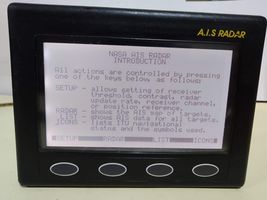 A.I.S RADAR
NASA AIS RADAR
INTRODUCTION
All actions are controlled by pressing
one of the keys below, as follows
SETUP - allows setting of receiver
threshold, contrast, radar
update rate, receiver channel
or position reference.
RADAR - shows the AIS map of targets.
LIST - shows AIS data for all targets.
ICONS - lists ITU navigational
status and the symbols used.
SETUP RADAR LIST ICONS